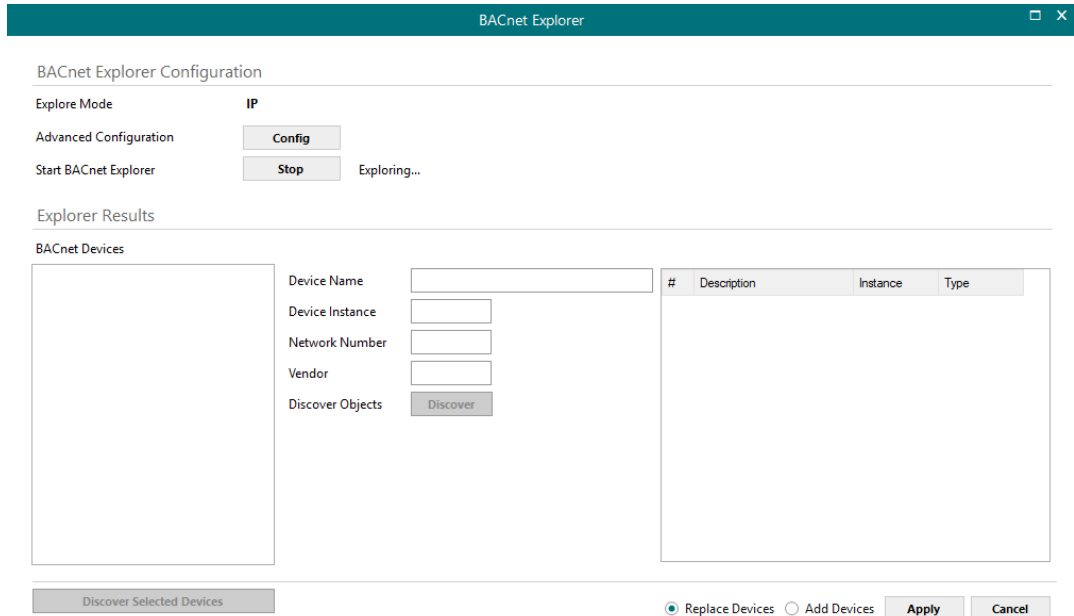 BACnet Explorer
BACnet Explorer Configuration
Explore Mode IP
Advanced Configuration Config
Start BACnet Explorer Stop Exploring...
Explorer Results
BACnet Devices
Device Name
Device Instance
Network Number
Vendor
Discover Objects Discover
# Description Instance Type
Discover Selected Devices
Replace Devices Add Devices Apply Cancel